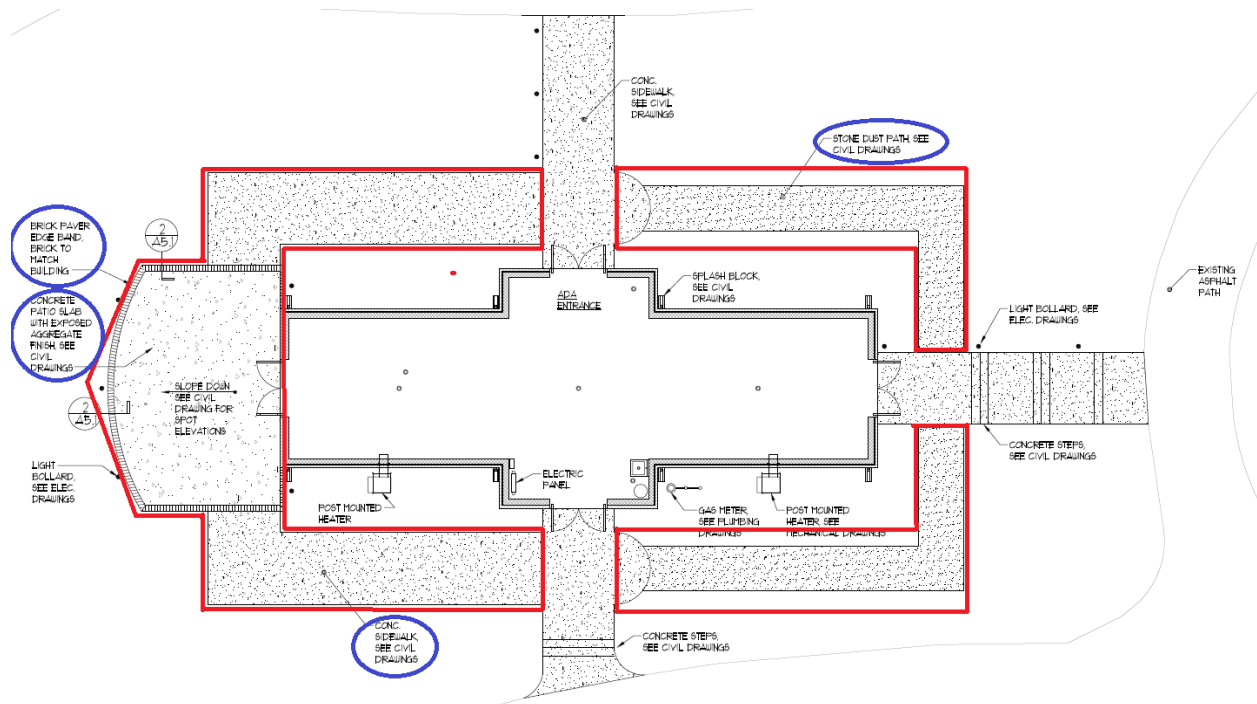 CONC.
SIDEWALK,
SEE CIVIL
DRAWINGS
STONE DUST PATH, SEE
CIVIL DRAWINGS
BRICK PAVER
EDGE BAND,
BRICK TO
MATCH
BUILDING
2
A5.1
CONCRETE
PATIO SLAB
WITH EXPOSED
AGGREGATE
FINISH, SEE
CIVIL
DRAWINGS
ADA
ENTRANCE
SPLASH BLOCK,
SEE CIVIL
DRAWINGS
EXISTING
ASPHALT
PATH
LIGHT BOLLARD, SEE
ELEC. DRAWINGS
SLOPE DOWN
SEE CIVIL
DRAWING FOR
SPOT
ELEVATIONS
2
A5.1
LIGHT
BOLLARD,
SEE ELEC.
DRAWINGS
CONCRETE STEPS,
SEE CIVIL DRAWINGS
ELECTRIC
PANEL
POST MOUNTED
HEATER
GAS METER,
SEE PLUMBING
DRAWINGS
POST MOUNTED
HEATER, SEE
MECHANICAL DRAWINGS
CONC.
SIDEWALK,
SEE CIVIL
DRAWINGS
CONCRETE STEPS,
SEE CIVIL DRAWINGS